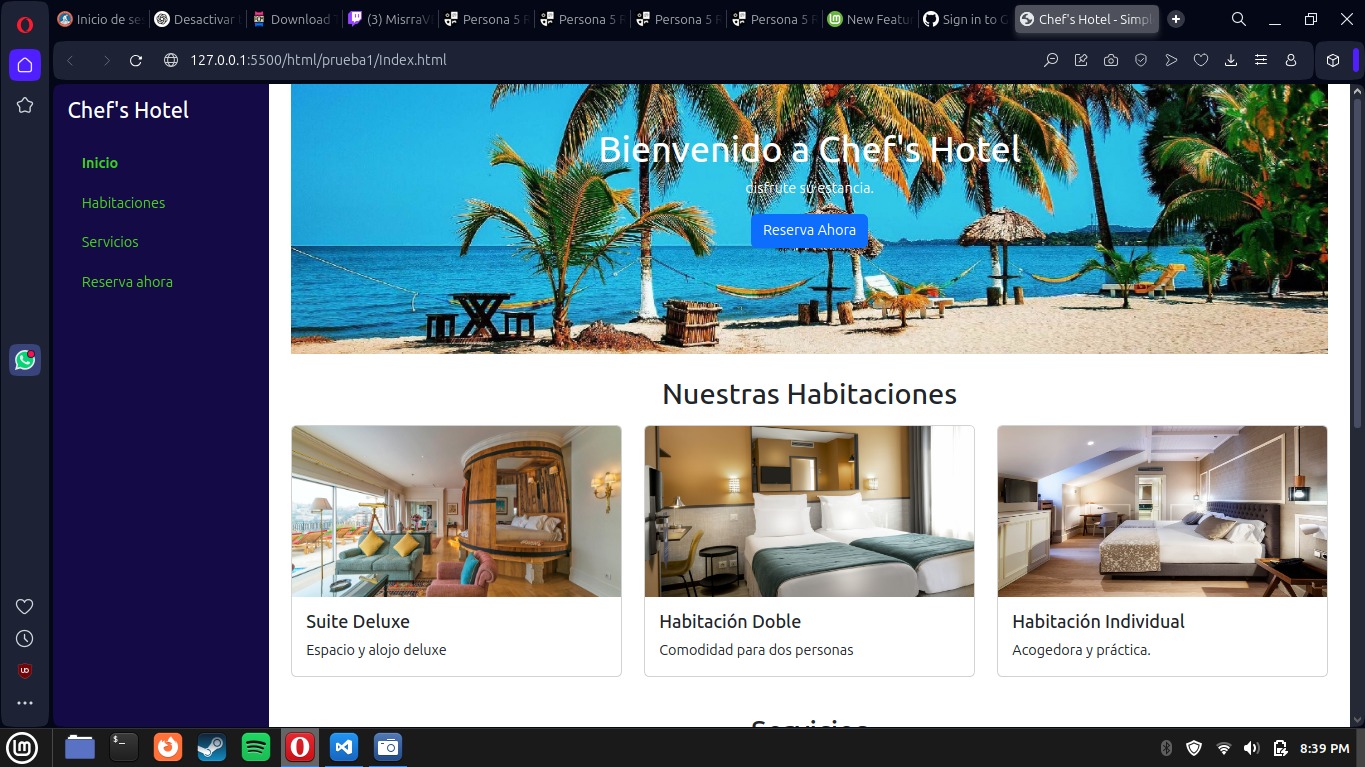 Inicio de se
Desactivar
Download
(3) MisrraV
Persona 5 R
Persona 5 R
Persona 5 R
Persona 5 R
New Featur
Sign in to G
Chef's Hotel - Simpl
127.0.0.1:5500/html/prueba1/Index.html
Chef's Hotel
Inicio
Habitaciones
Servicios
Reserva ahora
Bienvenido a Chef's Hotel
disfrute su estancia.
Reserva Ahora
Nuestras Habitaciones
Suite Deluxe
Espacio y alojo deluxe
Habitación Doble
Comodidad para dos personas
Habitación Individual
Acogedora y práctica.
Servicios
8:39 PM